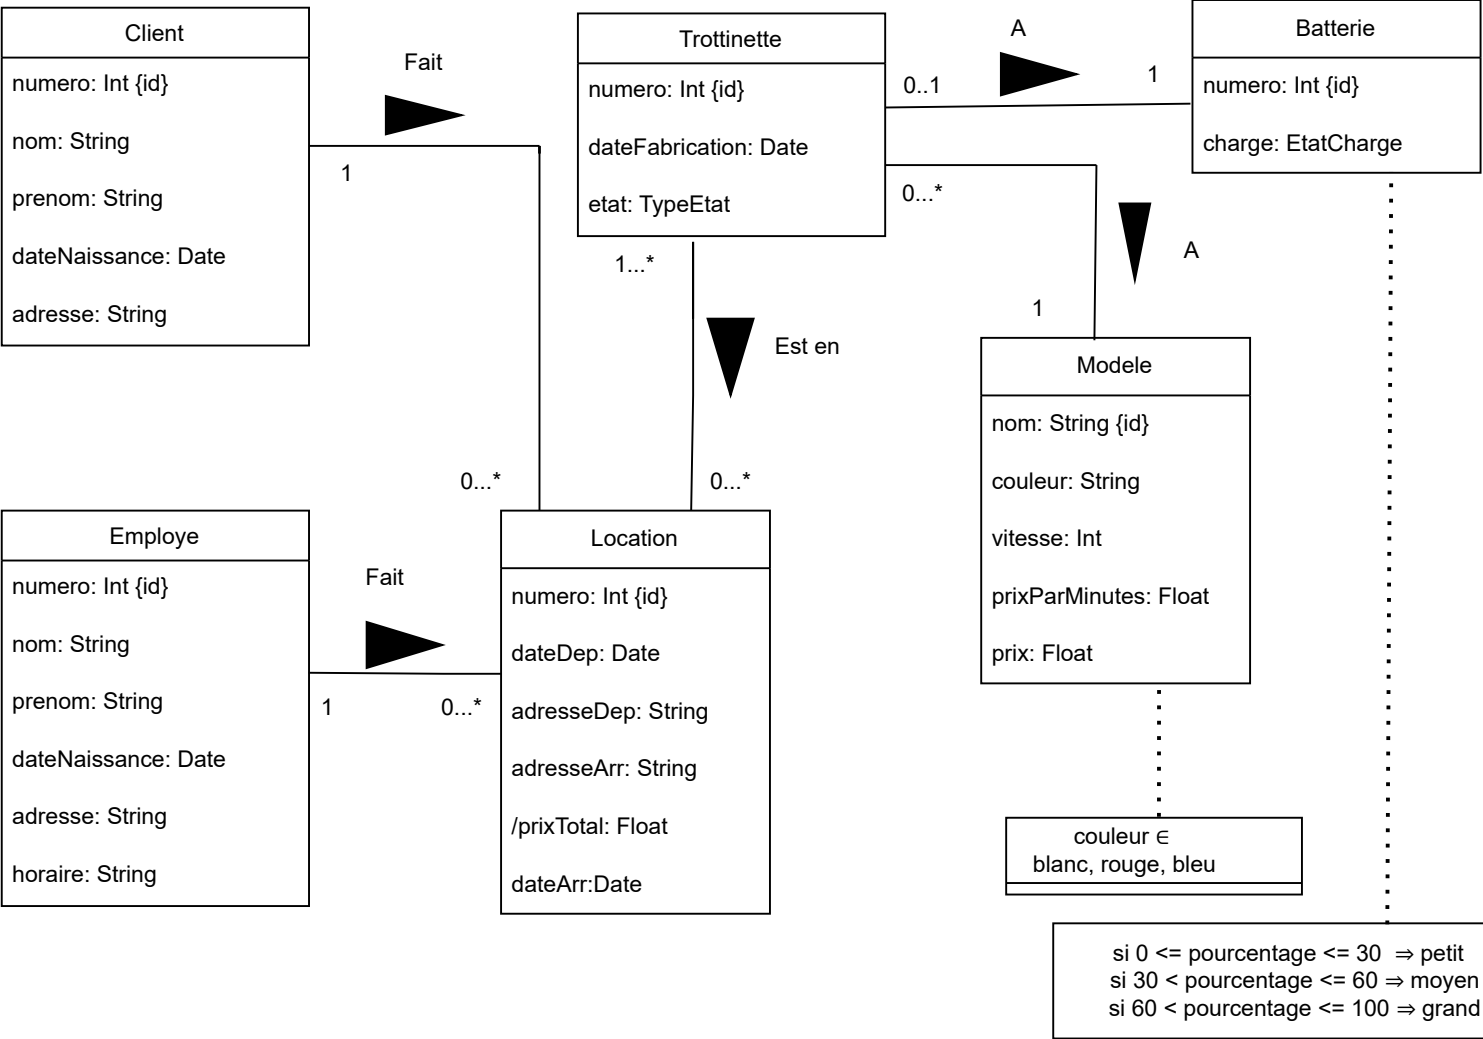 Client
numero: Int {id}
nom: String
prenom: String
dateNaissance: Date
adresse: String
Fait
1
0...*
Trottinette
numero: Int {id}
dateFabrication: Date
etat: TypeEtat
A
0..1
1
Batterie
numero: Int {id}
charge: EtatCharge
0...*
A
1
1...*
Est en
0...*
Modele
nom: String {id}
couleur: String
vitesse: Int
prixParMinutes: Float
prix: Float
Employe
numero: Int {id}
nom: String
prenom: String
dateNaissance: Date
adresse: String
horaire: String
Fait
1
0...*
Location
numero: Int {id}
dateDep: Date
adresseDep: String
adresseArr: String
/prixTotal: Float
dateArr:Date
couleur ∈
blanc, rouge, bleu
si 0 <= pourcentage <= 30 ⇒ petit
si 30 < pourcentage <= 60 ⇒ moyen
si 60 < pourcentage <= 100 ⇒ grand